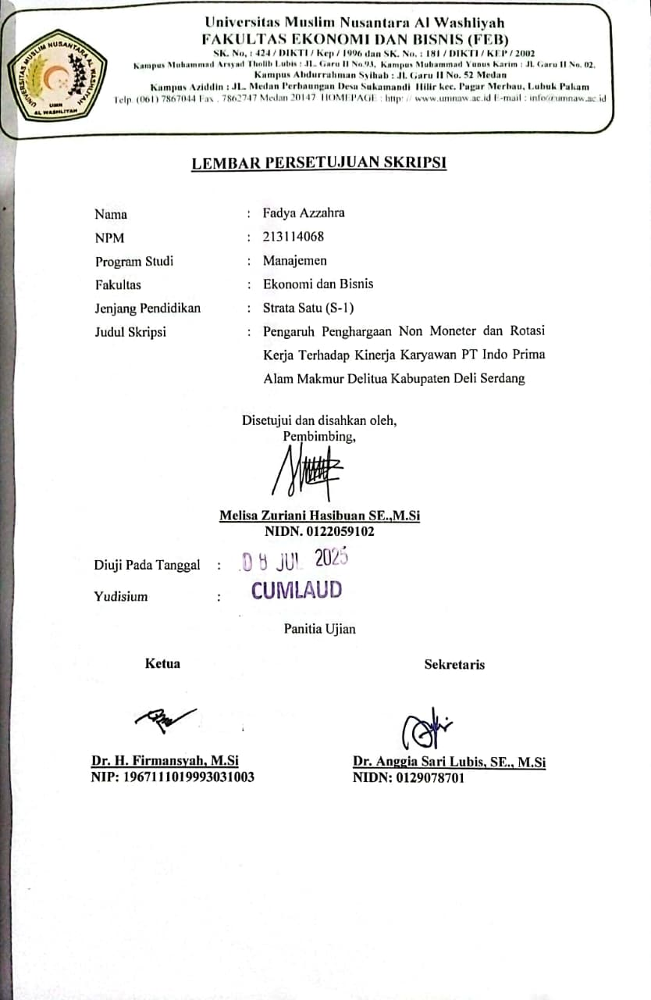 Universitas Muslim Nusantara Al Washliyah
FAKULTAS EKONOMI DAN BISNIS (FEB)
SK. No, : 424 / DIKTI / Kep / 1996 dan SK. No, : 181 / DIKTI / KEP / 2002
Kampus Muhammad Arsyad Tholib Lubis : JL. Garu II No.93, Kampus Muhammad Yunus Karim : JL Garu II No. 02,
Kampus Abdurrahman Syihab : JL Garu II No. 52 Medan
Kampus Aziddin : JL. Medan Perbaungan Desa Sukamandi Hilir kec. Pagar Merbau, Lubuk Pakam
Telp. (061) 7867044 Fax . 7862747 Medan 20147 HOMEPAGE : http: // www.umnaw.ac.id E-mail : info@umnaw.ac.id
UNIVERSITAS MUSLIM NUSANTARA AL WASHLIYAH
UMN
AL WASHLIYAH
LEMBAR PERSETUJUAN SKRIPSI
Nama : Fadya Azzahra
NPM : 213114068
Program Studi : Manajemen
Fakultas : Ekonomi dan Bisnis
Jenjang Pendidikan : Strata Satu (S-1)
Judul Skripsi : Pengaruh Penghargaan Non Moneter dan Rotasi
Kerja Terhadap Kinerja Karyawan PT Indo Prima
Alam Makmur Delitua Kabupaten Deli Serdang
Disetujui dan disahkan oleh,
Pembimbing,
Melisa Zuriani Hasibuan SE.,M.Si
NIDN. 0122059102
Diuji Pada Tanggal : JUL 2025
Yudisium : CUMLAUD
Panitia Ujian
Ketua Sekretaris
Dr. H. Firmansyah, M.Si Dr. Anggia Sari Lubis, SE., M.Si
NIP: 1967111019993031003 NIDN: 0129078701